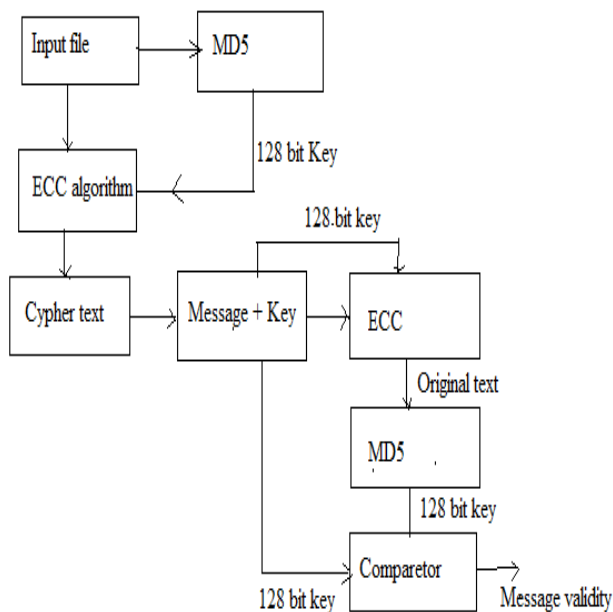 Input file
MD5
128 bit Key
ECC algorithm
128.bit key
Cypher text
Message + Key
ECC
Original text
MD5
128 bit key
Comparetor
128 bit key
Message validity